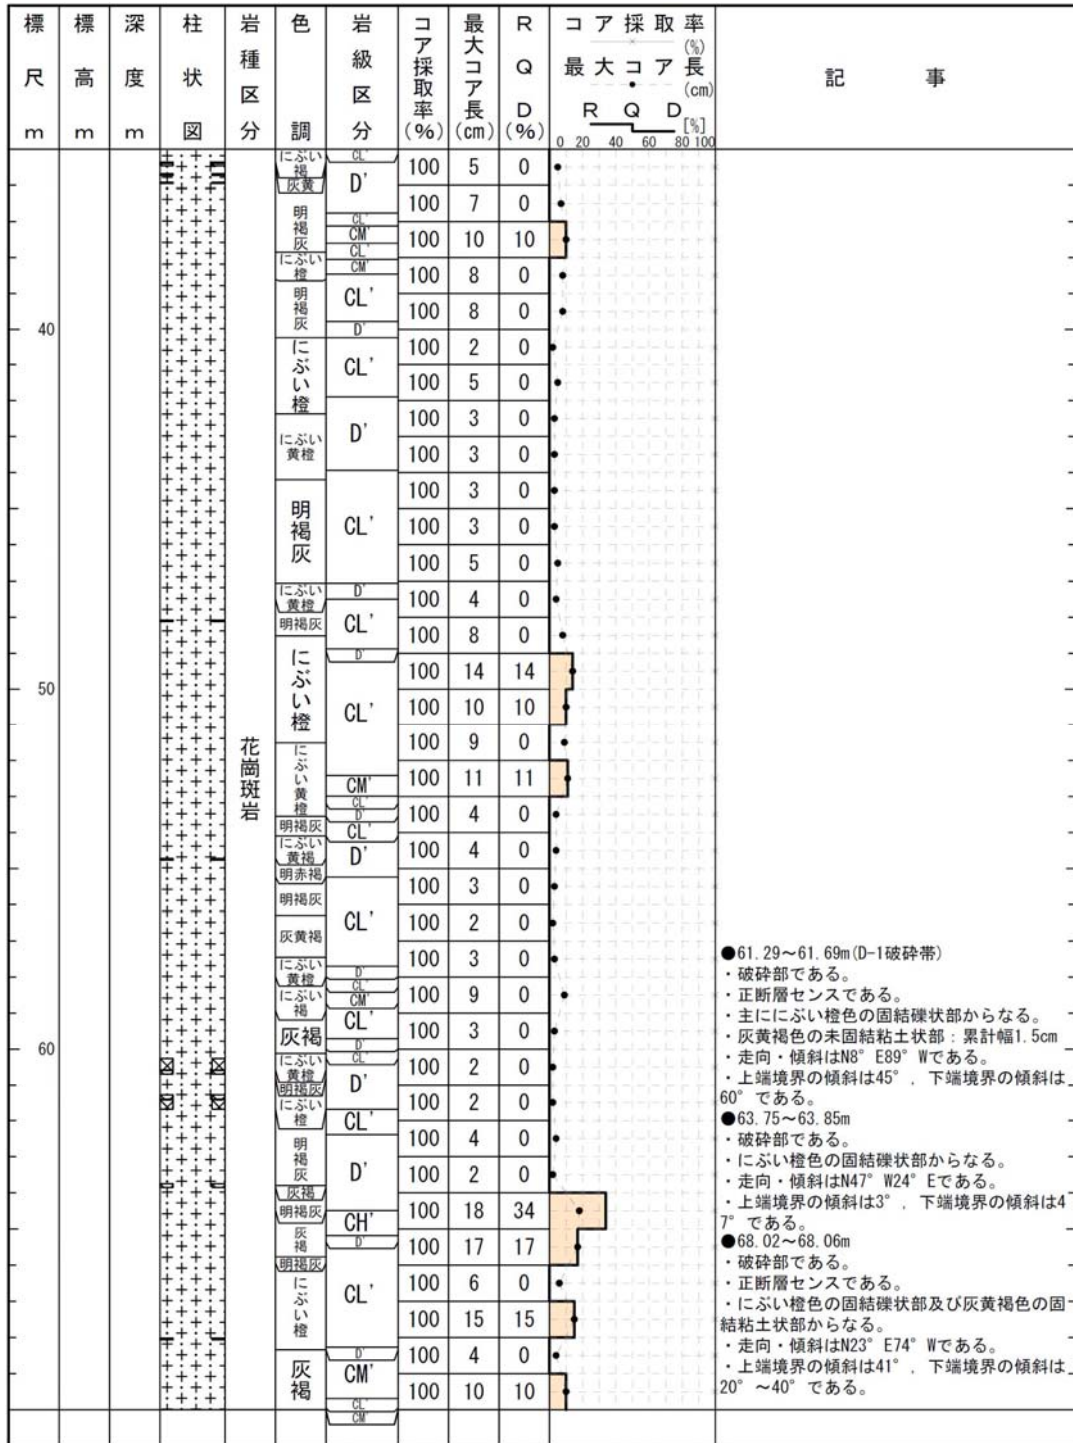 標尺 m
標高 m
深度 m
柱状図
岩種区分
色調
岩級区分
コア採取率(%)
最大コア長(cm)
RQD(%)
コア採取率(%)
最大コア長(cm)
RQD[%]
0 20 40 60 80 100
記事
40
50
60
花崗斑岩
にぶい褐
灰黄
明褐灰
にぶい橙
明褐灰
にぶい橙
にぶい黄橙
明褐灰
にぶい黄橙
明褐灰
にぶい橙
にぶい黄橙
明褐灰
にぶい黄褐
明赤褐
明褐灰
灰黄褐
にぶい黄橙
にぶい褐
灰褐
にぶい黄橙
明褐灰
にぶい橙
明褐灰
灰褐
明褐灰
灰褐
明褐灰
にぶい橙
灰褐
CL'
D'
CL'
CM'
CL'
CM'
CL'
D'
CL'
D'
CL'
D'
CL'
D'
CL'
CM'
CL'
D'
CL'
D'
CL'
D'
CL'
CM'
CL'
D'
CL'
D'
CL'
D'
CH'
D'
CL'
D'
CM'
CL'
CM'
100 5 0
100 7 0
100 10 10
100 8 0
100 8 0
100 2 0
100 5 0
100 3 0
100 3 0
100 3 0
100 3 0
100 5 0
100 4 0
100 8 0
100 14 14
100 10 10
100 9 0
100 11 11
100 4 0
100 4 0
100 3 0
100 2 0
100 3 0
100 9 0
100 3 0
100 2 0
100 2 0
100 4 0
100 2 0
100 18 34
100 17 17
100 6 0
100 15 15
100 4 0
100 10 10
●61.29～61.69m(D-1破砕帯)
・破砕部である。
・正断層センスである。
・主ににぶい橙色の固結礫状部からなる。
・灰黄褐色の未固結粘土状部：累計幅1.5cm
・走向・傾斜はN8°E89°Wである。
・上端境界の傾斜は45°，下端境界の傾斜は
60°である。
●63.75～63.85m
・破砕部である。
・にぶい橙色の固結礫状部からなる。
・走向・傾斜はN47°W24°Eである。
・上端境界の傾斜は3°，下端境界の傾斜は4
7°である。
●68.02～68.06m
・破砕部である。
・正断層センスである。
・にぶい橙色の固結礫状部及び灰黄褐色の固
結粘土状部からなる。
・走向・傾斜はN23°E74°Wである。
・上端境界の傾斜は41°，下端境界の傾斜は
20°～40°である。